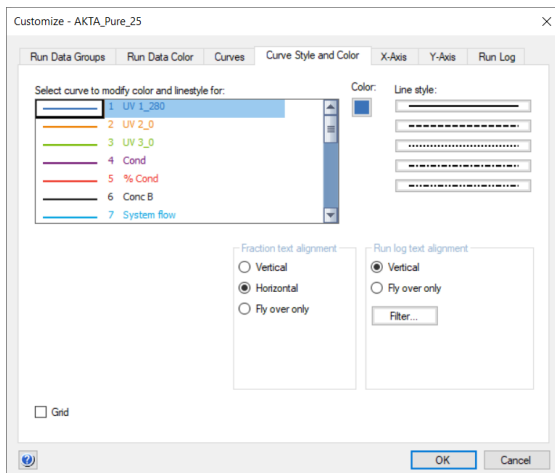 Customize - AKTA_Pure_25
Run Data Groups Run Data Color Curves Curve Style and Color X-Axis Y-Axis Run Log
Select curve to modify color and linestyle for: Color: Line style:
1 UV 1_280
2 UV 2_0
3 UV 3_0
4 Cond
5 % Cond
6 Conc B
7 System flow
Fraction text alignment Run log text alignment
Vertical Vertical
Horizontal Fly over only
Fly over only Filter...
Grid
OK Cancel